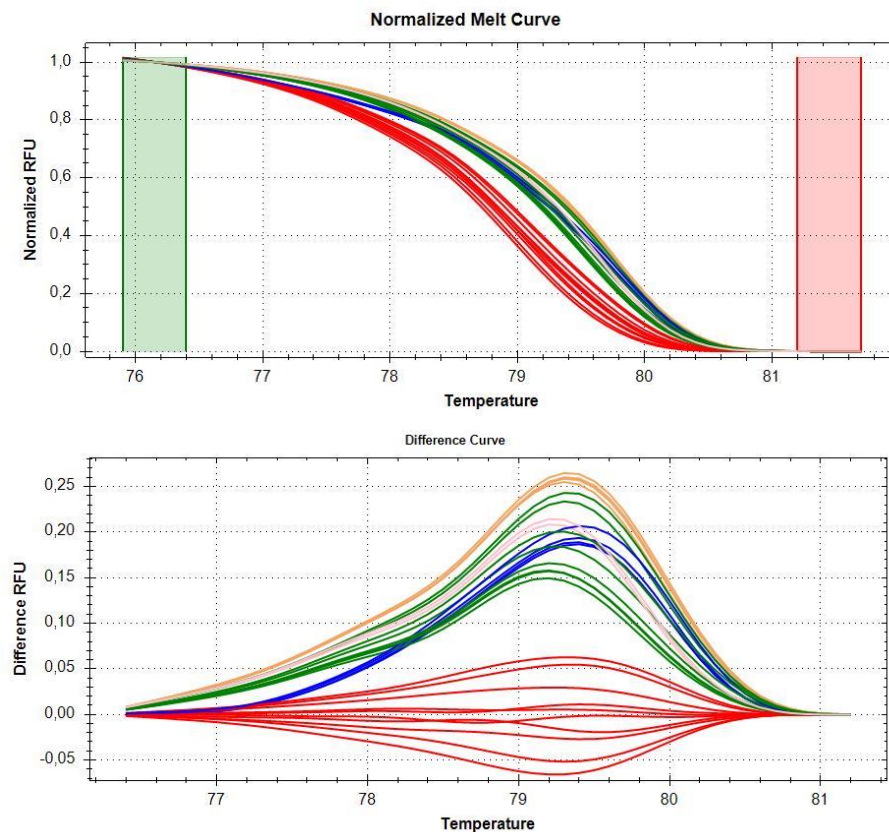 Normalized Melt Curve
Normalized RFU
1,0
0,8
0,6
0,4
0,2
0,0
76 77 78 79 80 81
Temperature
Difference Curve
Difference RFU
0,25
0,20
0,15
0,10
0,05
0,00
-0,05
77 78 79 80 81
Temperature